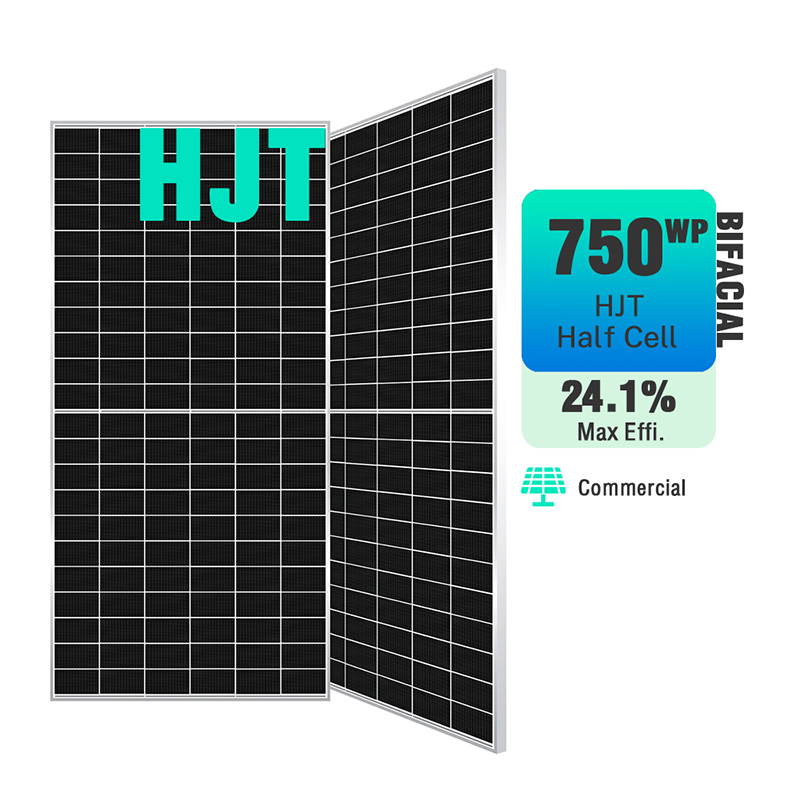 HJT
750WP
HJT
Half Cell
BIFACIAL
24.1%
Max Effi.
Commercial